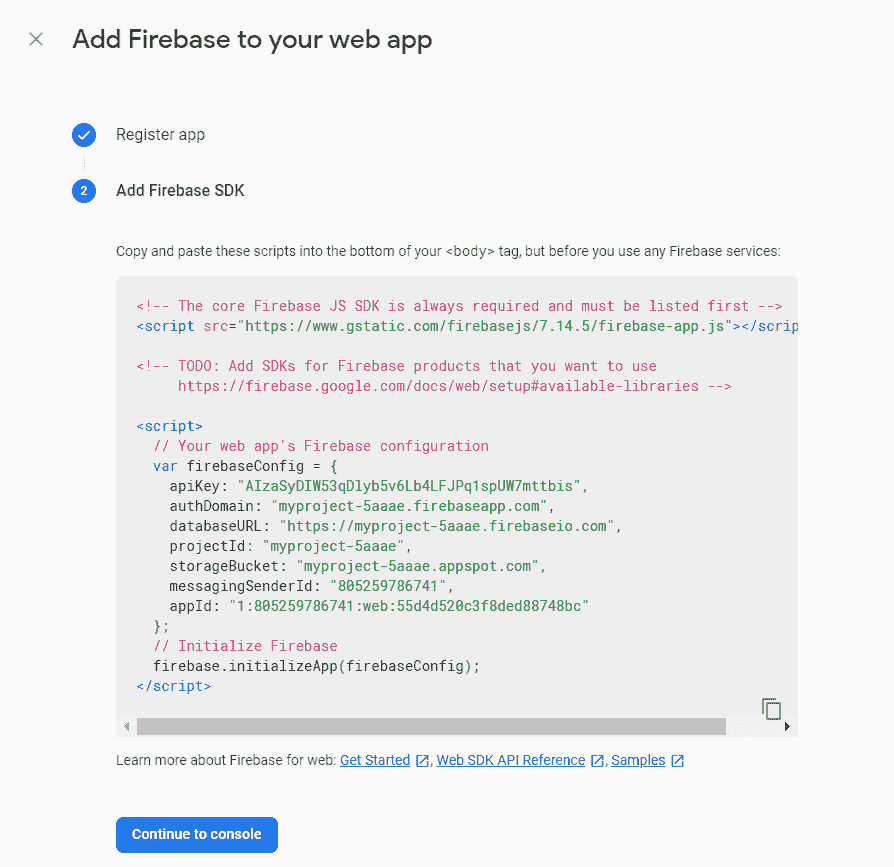 Add Firebase to your web app
Register app
2
Add Firebase SDK
Copy and paste these scripts into the bottom of your <body> tag, but before you use any Firebase services:
<!-- The core Firebase JS SDK is always required and must be listed first -->
<script src="https://www.gstatic.com/firebasejs/7.14.5/firebase-app.js"></scrip
<!-- TODO: Add SDKs for Firebase products that you want to use
https://firebase.google.com/docs/web/setup#available-libraries -->
<script>
// Your web app's Firebase configuration
var firebaseConfig = {
apiKey: "AIzaSyDIW53qDlyb5v6Lb4LFJPq1spUW7mttbis",
authDomain: "myproject-5aaae.firebaseapp.com",
databaseURL: "https://myproject-5aaae.firebaseio.com",
projectId: "myproject-5aaae",
storageBucket: "myproject-5aaae.appspot.com",
messagingSenderId: "805259786741",
appId: "1:805259786741:web:55d4d520c3f8ded88748bc"
};
// Initialize Firebase
firebase.initializeApp(firebaseConfig);
</script>
Learn more about Firebase for web: Get Started , Web SDK API Reference , Samples
Continue to console